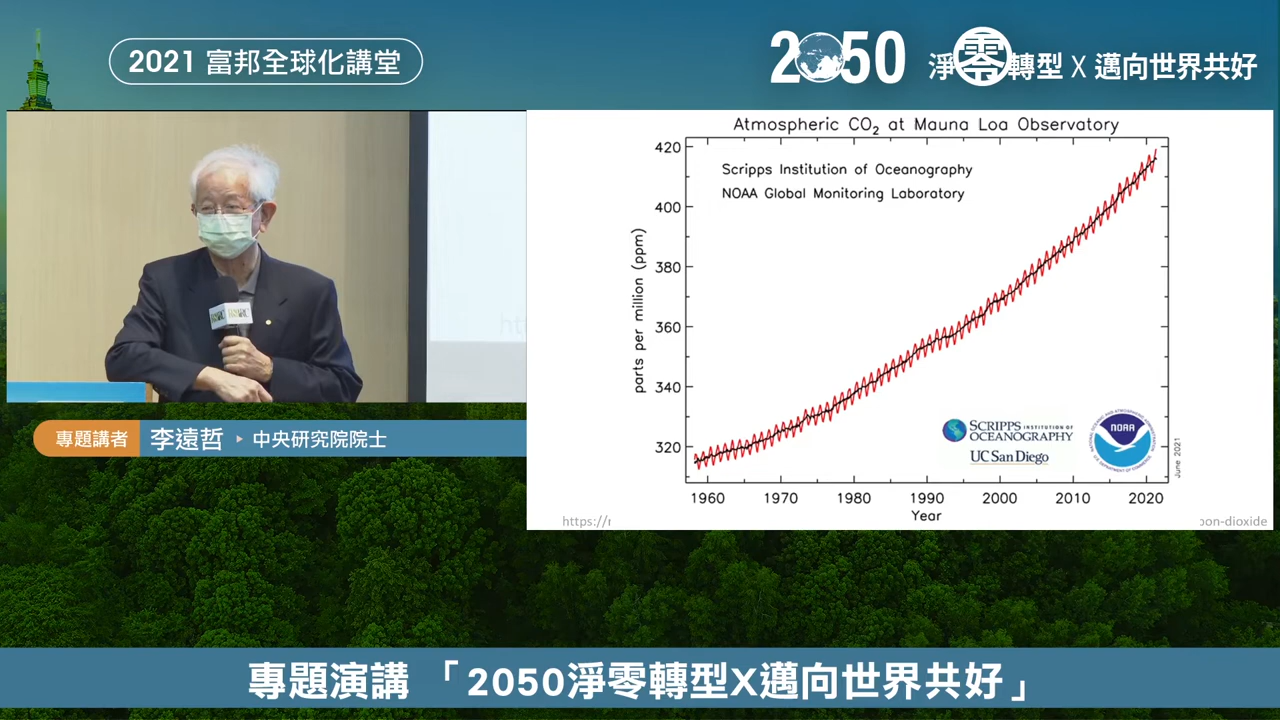 2021 富邦全球化講堂
2050 淨零轉型 X 邁向世界共好
Atmospheric CO₂ at Mauna Loa Observatory
Scripps Institution of Oceanography
NOAA Global Monitoring Laboratory
parts per million (ppm)
420
400
380
360
340
320
SCRIPPS INSTITUTION OF
OCEANOGRAPHY
UC San Diego
NOAA
June 2021
1960 1970 1980 1990 2000 2010 2020
Year
專題講者 李遠哲 中央研究院院士
專題演講 「2050淨零轉型X邁向世界共好」